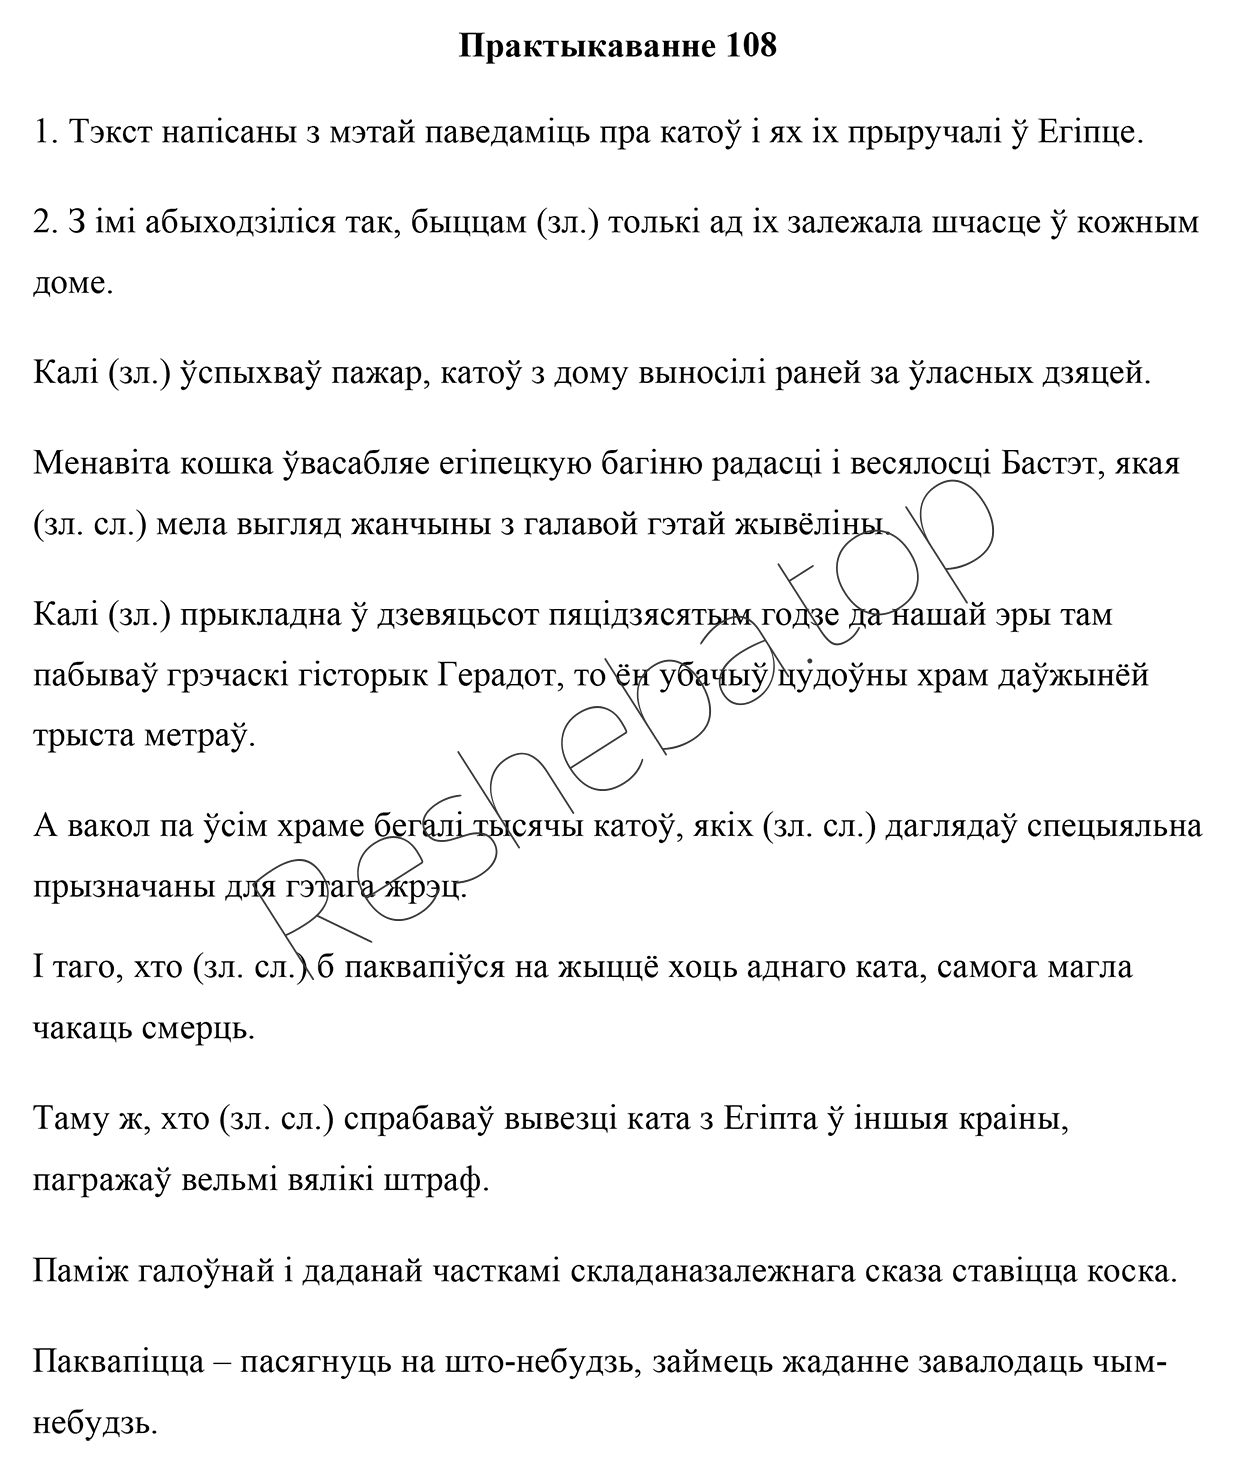 Практыкаванне 108
1. Тэкст напісаны з мэтай паведаміць пра катоў і ях іх прыручалі ў Егіпце.
2. З імі абыходзіліся так, быццам (зл.) толькі ад іх залежала шчасце ў кожным
доме.
Калі (зл.) ўспыхваў пажар, катоў з дому выносілі раней за ўласных дзяцей.
Менавіта кошка ўвасабляе егіпецкую багіню радасці і весялосці Бастэт, якая
(зл. сл.) мела выгляд жанчыны з галавой гэтай жывёліны.
Калі (зл.) прыкладна ў дзевяцьсот пяцідзясятым годзе да нашай эры там
пабываў грэчаскі гісторык Герадот, то ён убачыў цудоўны храм даўжынёй
трыста метраў.
А вакол па ўсім храме бегалі тысячы катоў, якіх (зл. сл.) даглядаў спецыяльна
прызначаны для гэтага жрэц.
І таго, хто (зл. сл.) б паквапіўся на жыццё хоць аднаго ката, самога магла
чакаць смерць.
Таму ж, хто (зл. сл.) спрабаваў вывезці ката з Егіпта ў іншыя краіны,
пагражаў вельмі вялікі штраф.
Паміж галоўнай і даданай часткамі складаназалежнага сказа ставіцца коска.
Паквапіцца – пасягнуць на што-небудзь, займець жаданне завалодаць чым-
небудзь.
Resheba.top